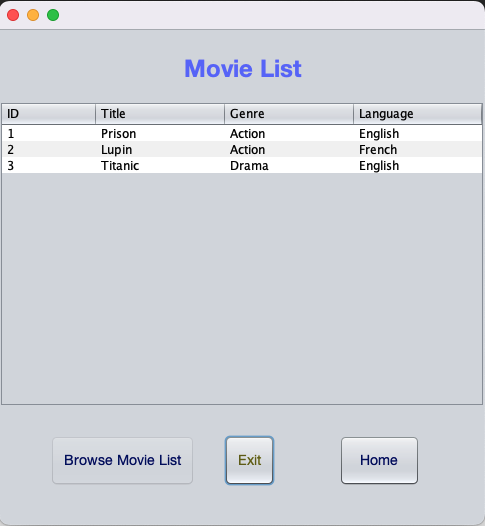 Movie List
ID Title Genre Language
1 Prison Action English
2 Lupin Action French
3 Titanic Drama English
Browse Movie List Exit Home